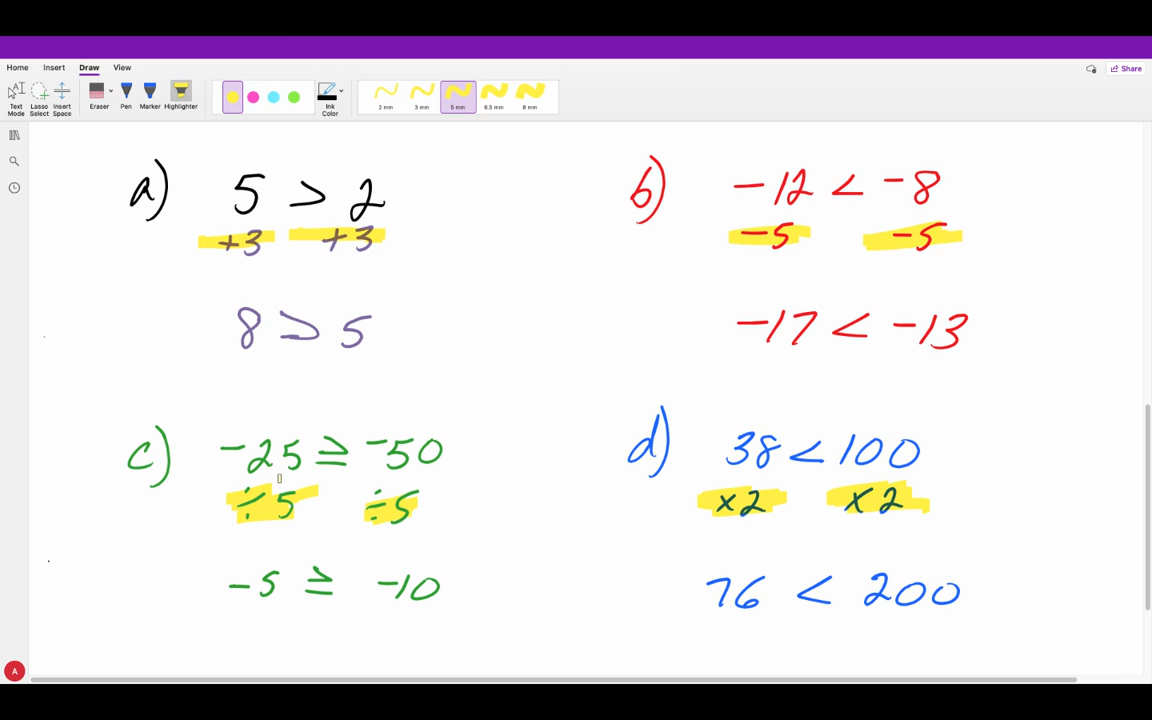 Home Insert Draw View
Share
Text Mode Lasso Select Insert Space Eraser Pen Marker Highlighter Ink Color 2 mm 3 mm 5 mm 6.5 mm 8 mm
a) 5 > 2
+3 +3
8 > 5
b) -12 < -8
-5 -5
-17 < -13
c) -25 ≥ -50
÷5 ÷5
-5 ≥ -10
d) 38 < 100
×2 ×2
76 < 200
A